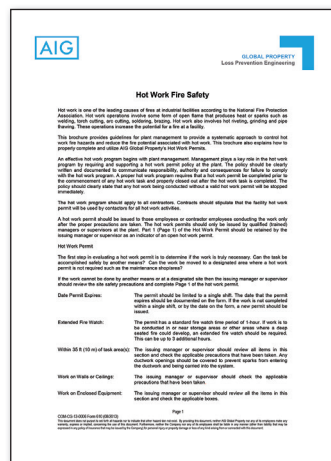 AIG
GLOBAL PROPERTY
Loss Prevention Engineering
Hot Work Fire Safety
Hot work is one of the leading causes of fires at industrial facilities according to the National Fire Protection
Association. Hot work operations involve some form of open flame that produces heat or sparks such as
welding, torch cutting, arc cutting, soldering, brazing. Hot work also involves hot riveting, grinding and pipe
thawing. These operations increase the potential for a fire at a facility.
This brochure provides guidelines for plant management to provide a systematic approach to control hot
work fire hazards and reduce the fire potential associated with hot work. This brochure also explains how to
properly complete and utilize AIG Global Property's Hot Work Permits.
An effective hot work program begins with plant management. Management plays a key role in the hot work
program by requiring and supporting a hot work permit policy at the plant. The policy should be clearly
written and documented to communicate responsibility, authority and consequences for failure to comply
with the hot work program. A proper hot work program requires that a hot work permit be completed prior to
the commencement of any hot work task and properly closed out after the hot work task is completed. The
policy should clearly state that any hot work being conducted without a valid hot work permit will be stopped
immediately.
The hot work program should apply to all contractors. Contracts should stipulate that the facility hot work
permit will be used by contactors for all hot work activities.
A hot work permit should be issued to those employees or contractor employees conducting the work only
after the proper precautions are taken. The hot work permits should only be issued by qualified (trained)
managers or supervisors at the plant. Part 1 (Page 1) of the Hot Work Permit should be retained by the
issuing manager or supervisor as an indicator of an open hot work permit.
Hot Work Permit
The first step in evaluating a hot work permit is to determine if the work is truly necessary. Can the task be
accomplished safely by another means? Can the work be moved to a designated area where a hot work
permit is not required such as the maintenance shop/area?
If the work cannot be done by another means or at a designated site then the issuing manager or supervisor
should review the site safety precautions and complete Page 1 of the hot work permit.
Date Permit Expires: The permit should be limited to a single shift. The date that the permit
expires should be documented on the form. If the work is not completed
within a single shift, or by the date on the form, a new permit should be
issued.
Extended Fire Watch: The permit has a standard fire watch time period of 1-hour. If work is to
be conducted in or near storage areas or other areas where a deep
seated fire could develop, an extended fire watch should be required.
This can be up to 3 additional hours.
Within 35 ft (10 m) of task area(s): The issuing manager or supervisor should review all items in this
section and check the applicable precautions that have been taken. Any
ductwork openings should be covered to prevent sparks from entering
the ductwork and being carried into the system.
Work on Walls or Ceilings: The issuing manager or supervisor should check the applicable
precautions that have been taken.
Work on Enclosed Equipment: The issuing manager or supervisor should review all the items in this
section and check the applicable boxes.
Page 1